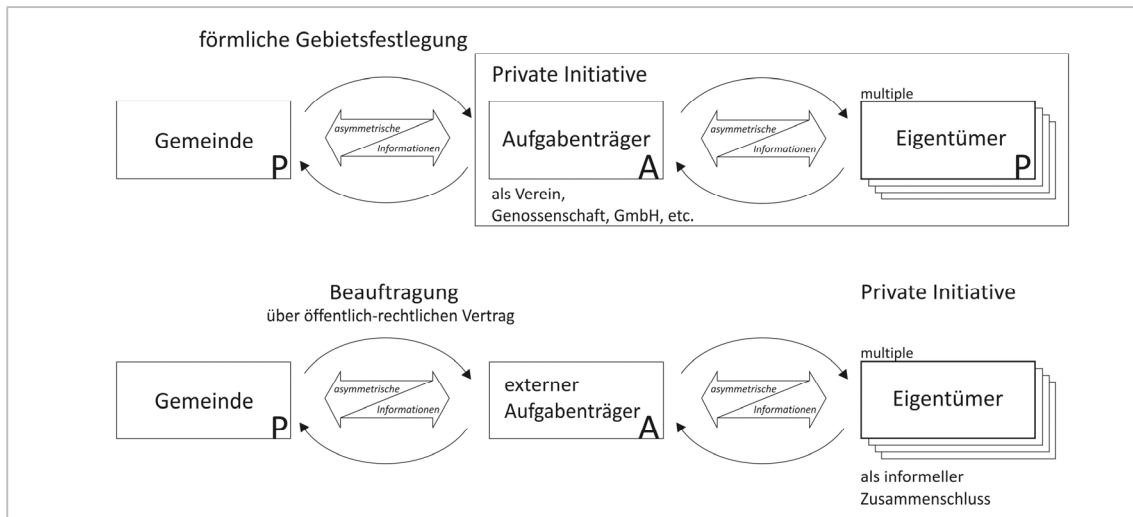 förmliche Gebietsfestlegung
Private Initiative
multiple
Gemeinde
P
asymmetrische
Informationen
Aufgabenträger
A
asymmetrische
Informationen
Eigentümer
P
als Verein,
Genossenschaft, GmbH, etc.
Beauftragung
über öffentlich-rechtlichen Vertrag
Private Initiative
multiple
Gemeinde
P
asymmetrische
Informationen
externer
Aufgabenträger
A
asymmetrische
Informationen
Eigentümer
als informeller
Zusammenschluss